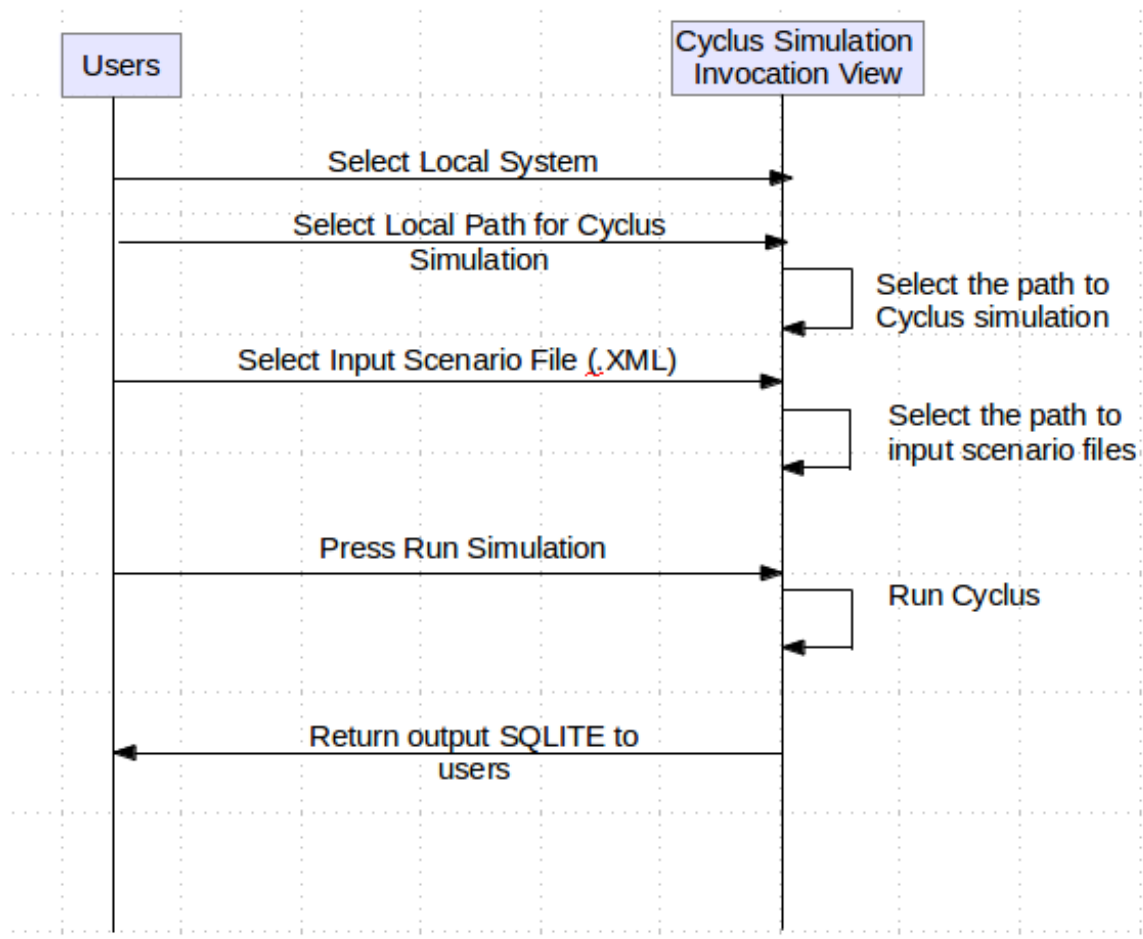 Users
Cyclus Simulation
Invocation View
Select Local System
Select Local Path for Cyclus
Simulation
Select the path to
Cyclus simulation
Select Input Scenario File (.XML)
Select the path to
input scenario files
Press Run Simulation
Run Cyclus
Return output SQLITE to
users